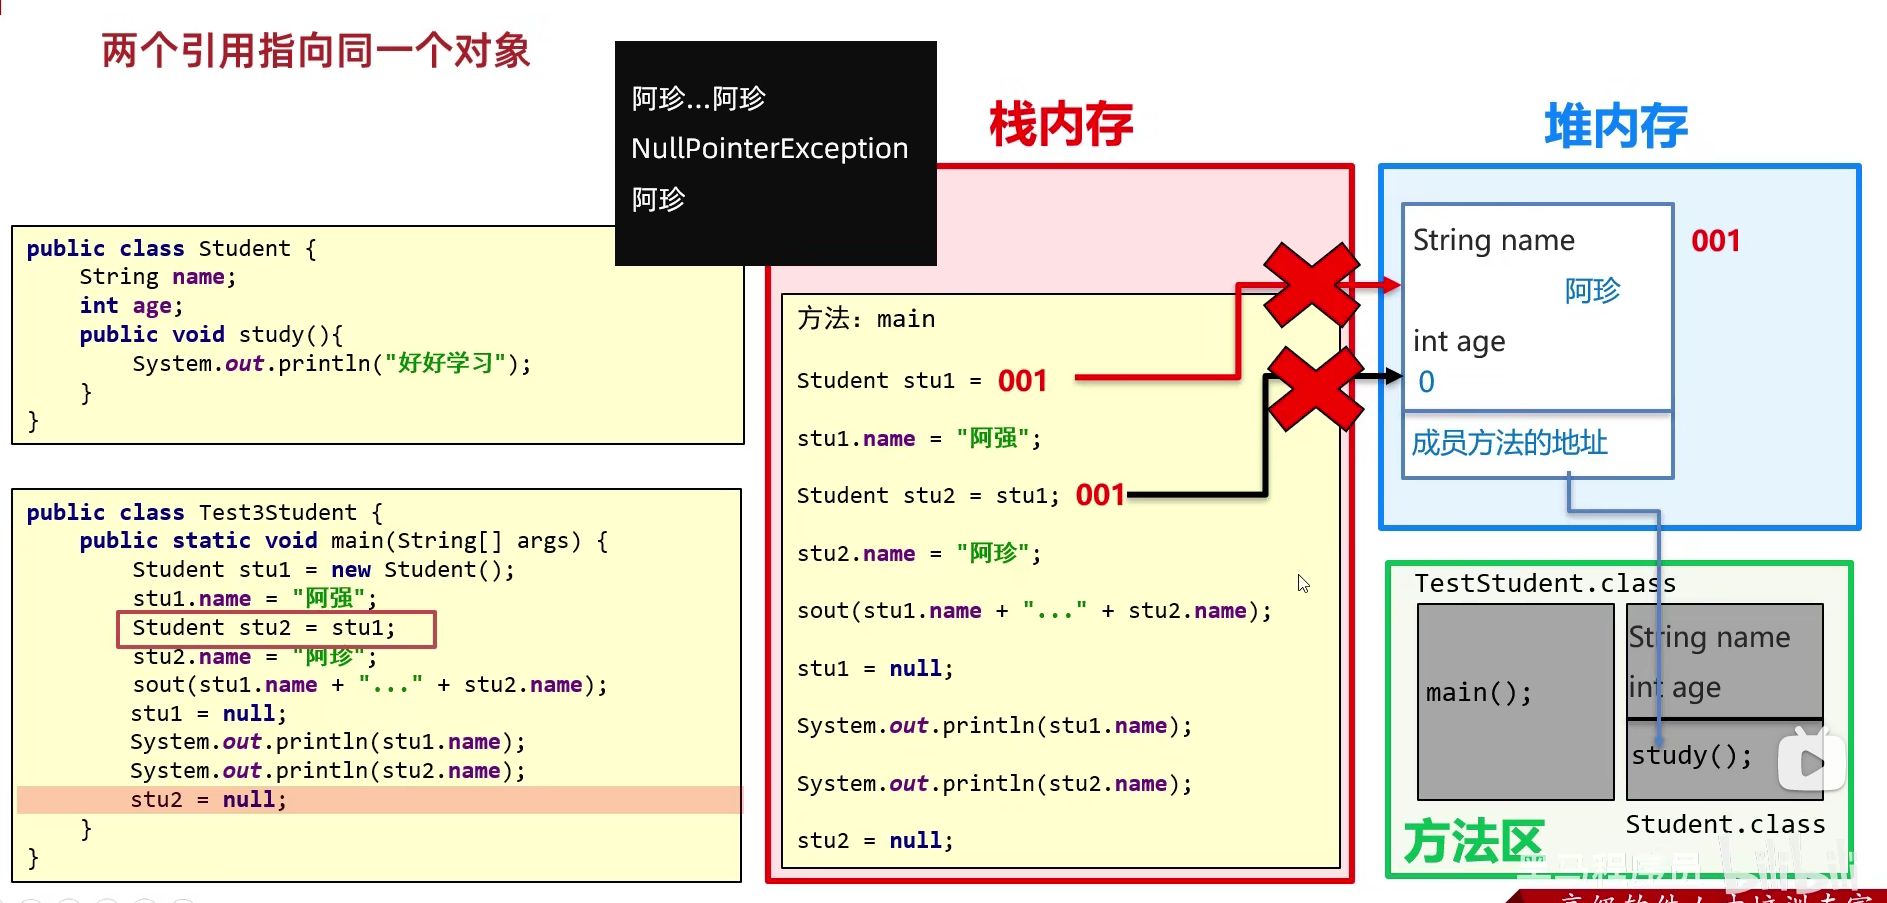 两个引用指向同一个对象
阿珍...阿珍
NullPointerException
阿珍
public class Student {
String name;
int age;
public void study(){
System.out.println("好好学习");
}
}
public class Test3Student {
public static void main(String[] args) {
Student stu1 = new Student();
stu1.name = "阿强";
Student stu2 = stu1;
stu2.name = "阿珍";
sout(stu1.name + "..." + stu2.name);
stu1 = null;
System.out.println(stu1.name);
System.out.println(stu2.name);
stu2 = null;
}
}
栈内存
方法：main
Student stu1 = 001
stu1.name = "阿强";
Student stu2 = stu1; 001
stu2.name = "阿珍";
sout(stu1.name + "..." + stu2.name);
stu1 = null;
System.out.println(stu1.name);
System.out.println(stu2.name);
stu2 = null;
堆内存
String name
001
阿珍
int age
0
成员方法的地址
TestStudent.class
main();
String name
int age
study();
Student.class
方法区
黑马程序员
bilibili